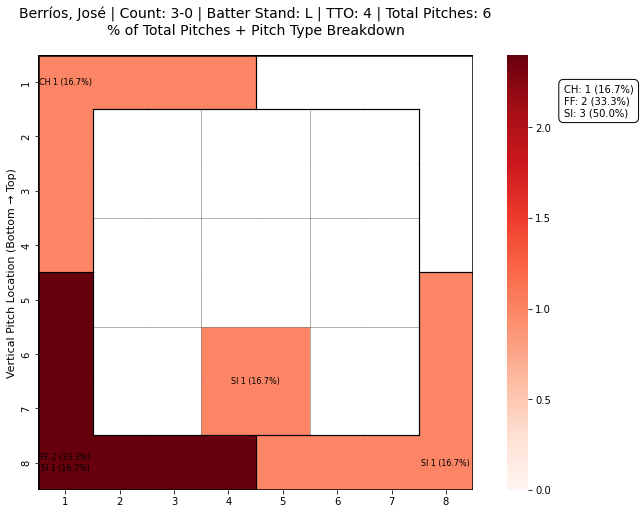 Berríos, José | Count: 3-0 | Batter Stand: L | TTO: 4 | Total Pitches: 6
% of Total Pitches + Pitch Type Breakdown
CH: 1 (16.7%)
FF: 2 (33.3%)
SI: 3 (50.0%)
Vertical Pitch Location (Bottom → Top)
1
2
3
4
5
6
7
8
CH 1 (16.7%)
SI 1 (16.7%)
FF 2 (33.3%)
SI 1 (16.7%)
SI 1 (16.7%)
1 2 3 4 5 6 7 8
2.0
1.5
1.0
0.5
0.0